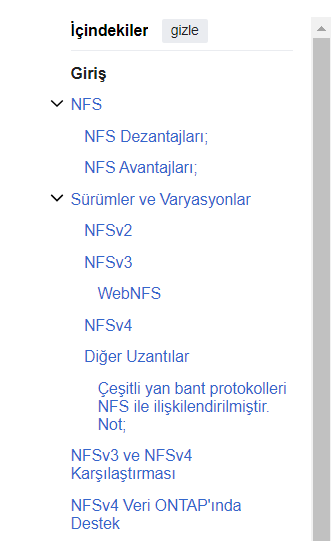 İçindekiler gizle
Giriş
NFS
NFS Dezantajları;
NFS Avantajları;
Sürümler ve Varyasyonlar
NFSv2
NFSv3
WebNFS
NFSv4
Diğer Uzantılar
Çeşitli yan bant protokolleri
NFS ile ilişkilendirilmiştir.
Not;
NFSv3 ve NFSv4
Karşılaştırması
NFSv4 Veri ONTAP'ında
Destek